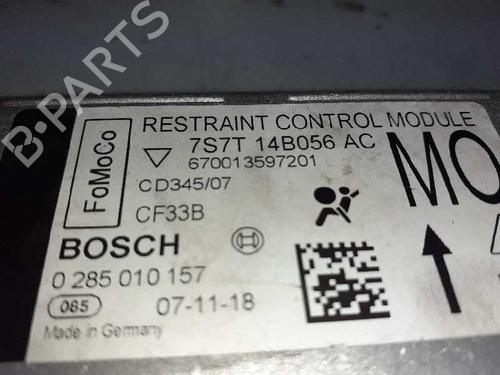 B-PARTS
RESTRAINT CONTROL MODULE
FoMoCo
7S7T 14B056 AC
670013597201
MO
CD345/07
CF33B
BOSCH
0 285 010 157
065 07-11-18
Made in Germany